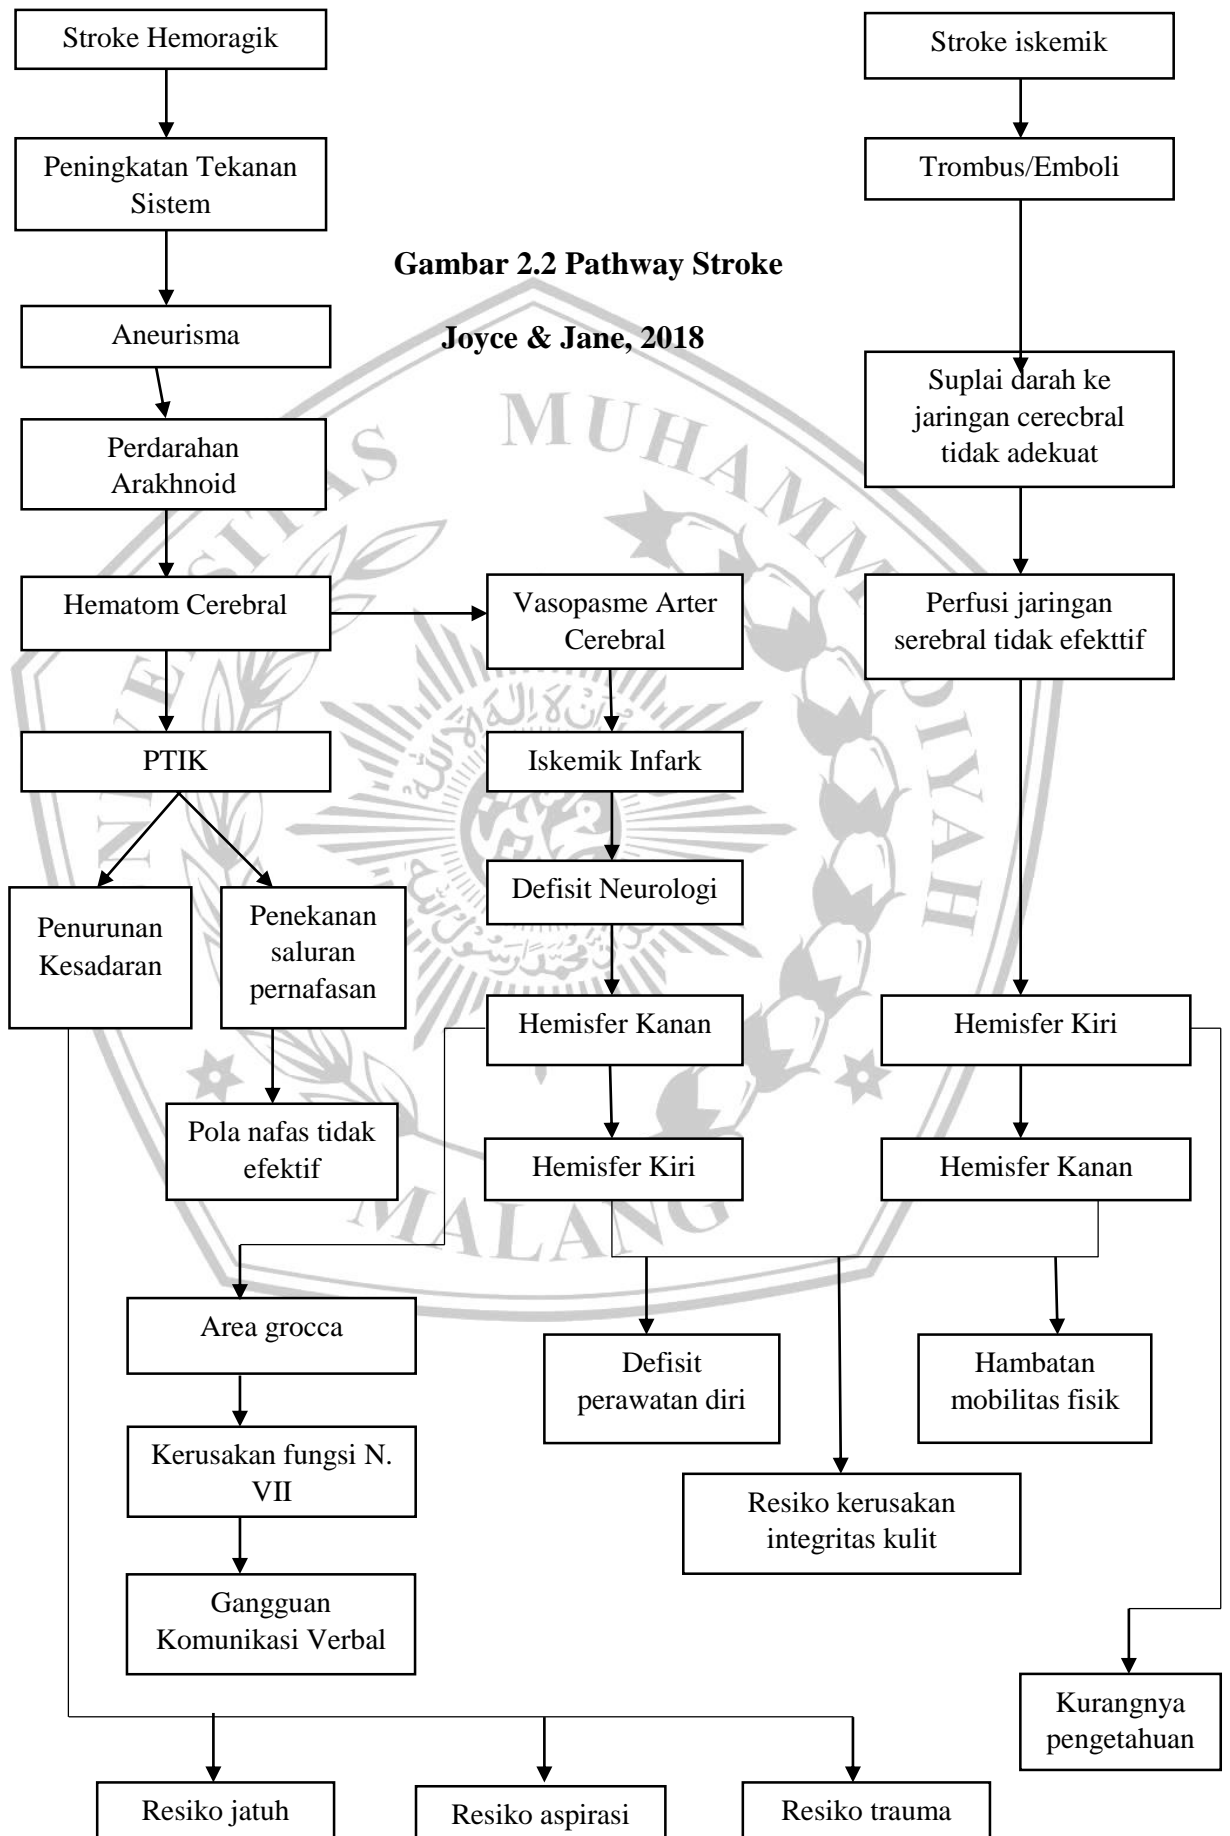 Stroke Hemoragik
Stroke iskemik
Peningkatan Tekanan
Sistem
Trombus/Emboli
Gambar 2.2 Pathway Stroke
Joyce & Jane, 2018
Aneurisma
Suplai darah ke
jaringan cerecbral
tidak adekuat
Perdarahan
Arakhnoid
Hematom Cerebral
Vasopasme Arter
Cerebral
Perfusi jaringan
serebral tidak efekttif
PTIK
Iskemik Infark
Penurunan
Kesadaran
Penekanan
saluran
pernafasan
Defisit Neurologi
Hemisfer Kanan
Hemisfer Kiri
Pola nafas tidak
efektif
Hemisfer Kiri
Hemisfer Kanan
Area grocca
Defisit
perawatan diri
Hambatan
mobilitas fisik
Kerusakan fungsi N.
VII
Resiko kerusakan
integritas kulit
Gangguan
Komunikasi Verbal
Kurangnya
pengetahuan
Resiko jatuh
Resiko aspirasi
Resiko trauma
MUHAMMADIYAH
MALANG